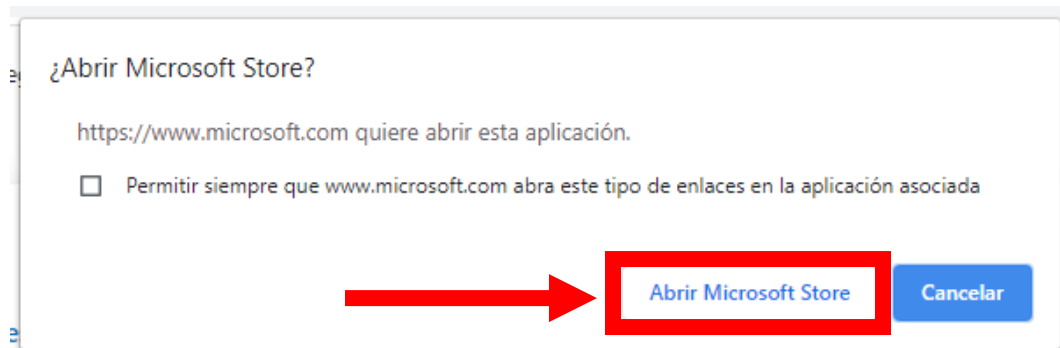 ¿Abrir Microsoft Store?
https://www.microsoft.com quiere abrir esta aplicación.
Permitir siempre que www.microsoft.com abra este tipo de enlaces en la aplicación asociada
Abrir Microsoft Store
Cancelar